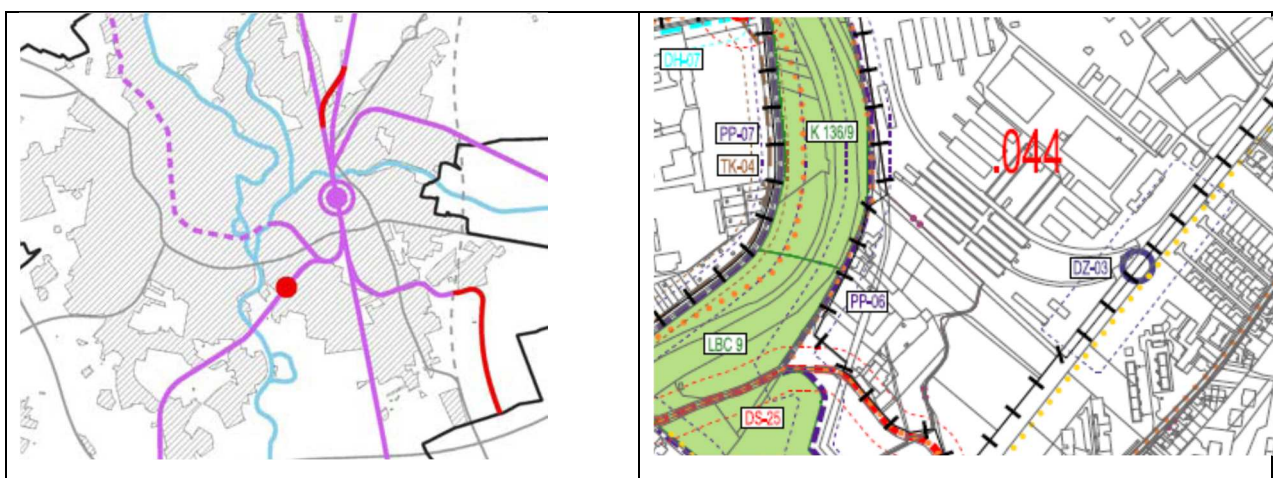 DH-07
PP-07
K 136/9
TK-04
.044
DZ-03
PP-06
LBC 9
DS-25